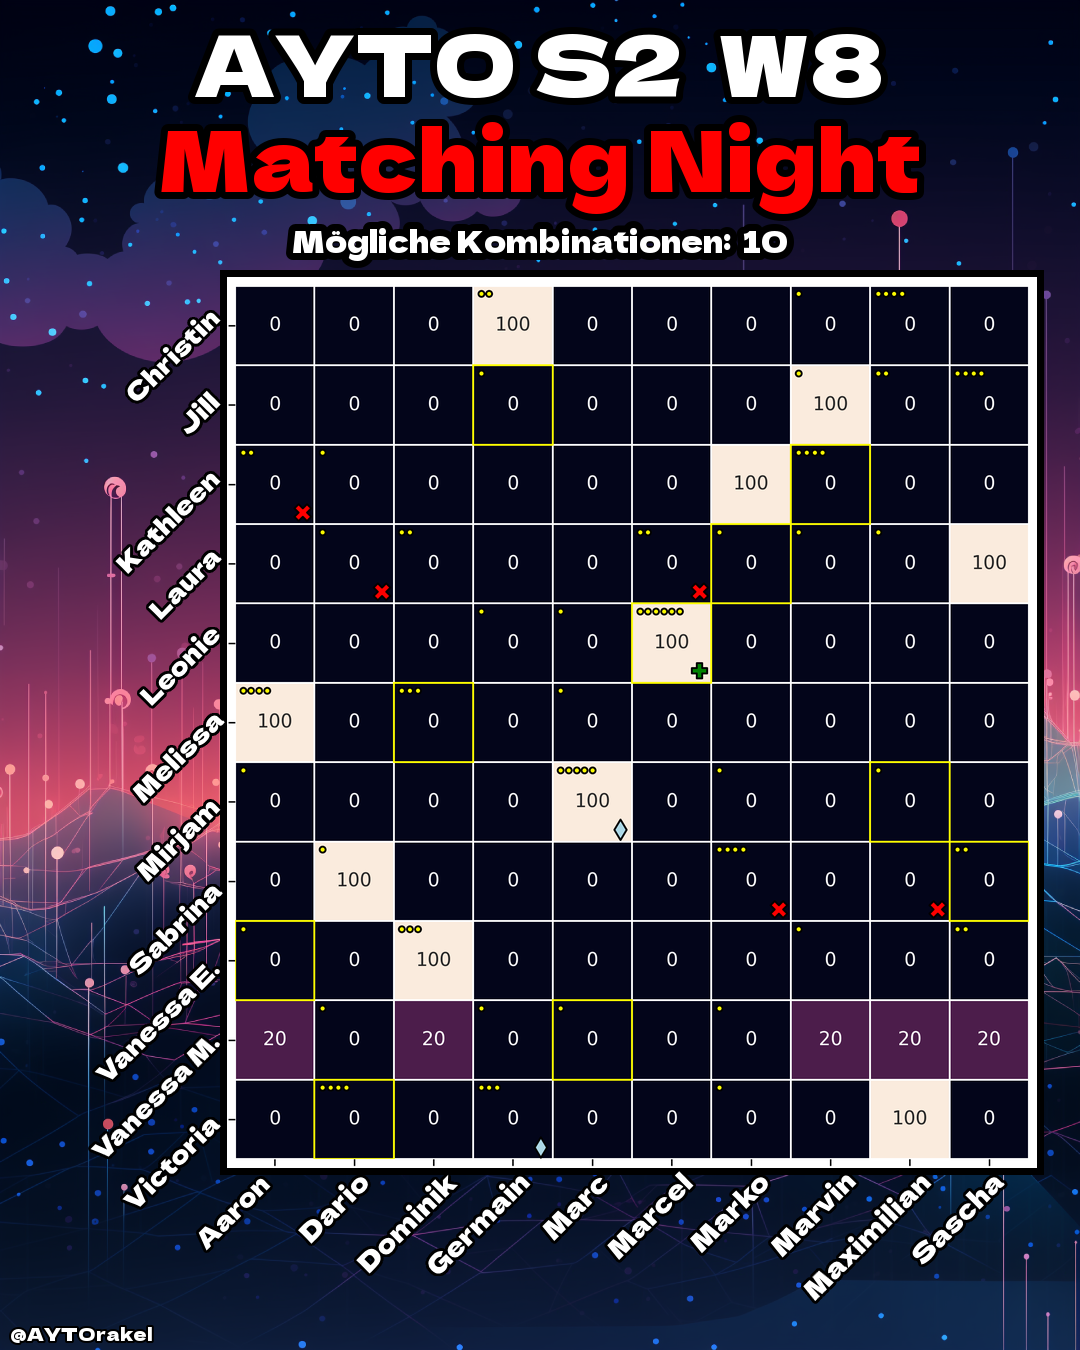 AYTO S2 W8
Matching Night
Mögliche Kombinationen: 10
Christin 0 0 0 100 0 0 0 0 0 0
Jill 0 0 0 0 0 0 0 100 0 0
Kathleen 0 0 0 0 0 0 100 0 0 0
Laura 0 0 0 0 0 0 0 0 0 100
Leonie 0 0 0 0 0 100 0 0 0 0
Melissa 100 0 0 0 0 0 0 0 0 0
Mirjam 0 0 0 0 100 0 0 0 0 0
Sabrina 0 100 0 0 0 0 0 0 0 0
Vanessa E. 0 0 100 0 0 0 0 0 0 0
Vanessa M. 20 0 20 0 0 0 0 20 20 20
Victoria 0 0 0 0 0 0 0 0 100 0
Aaron Dario Dominik Germain Marc Marcel Marko Marvin Maximilian Sascha
@AYTOrakel